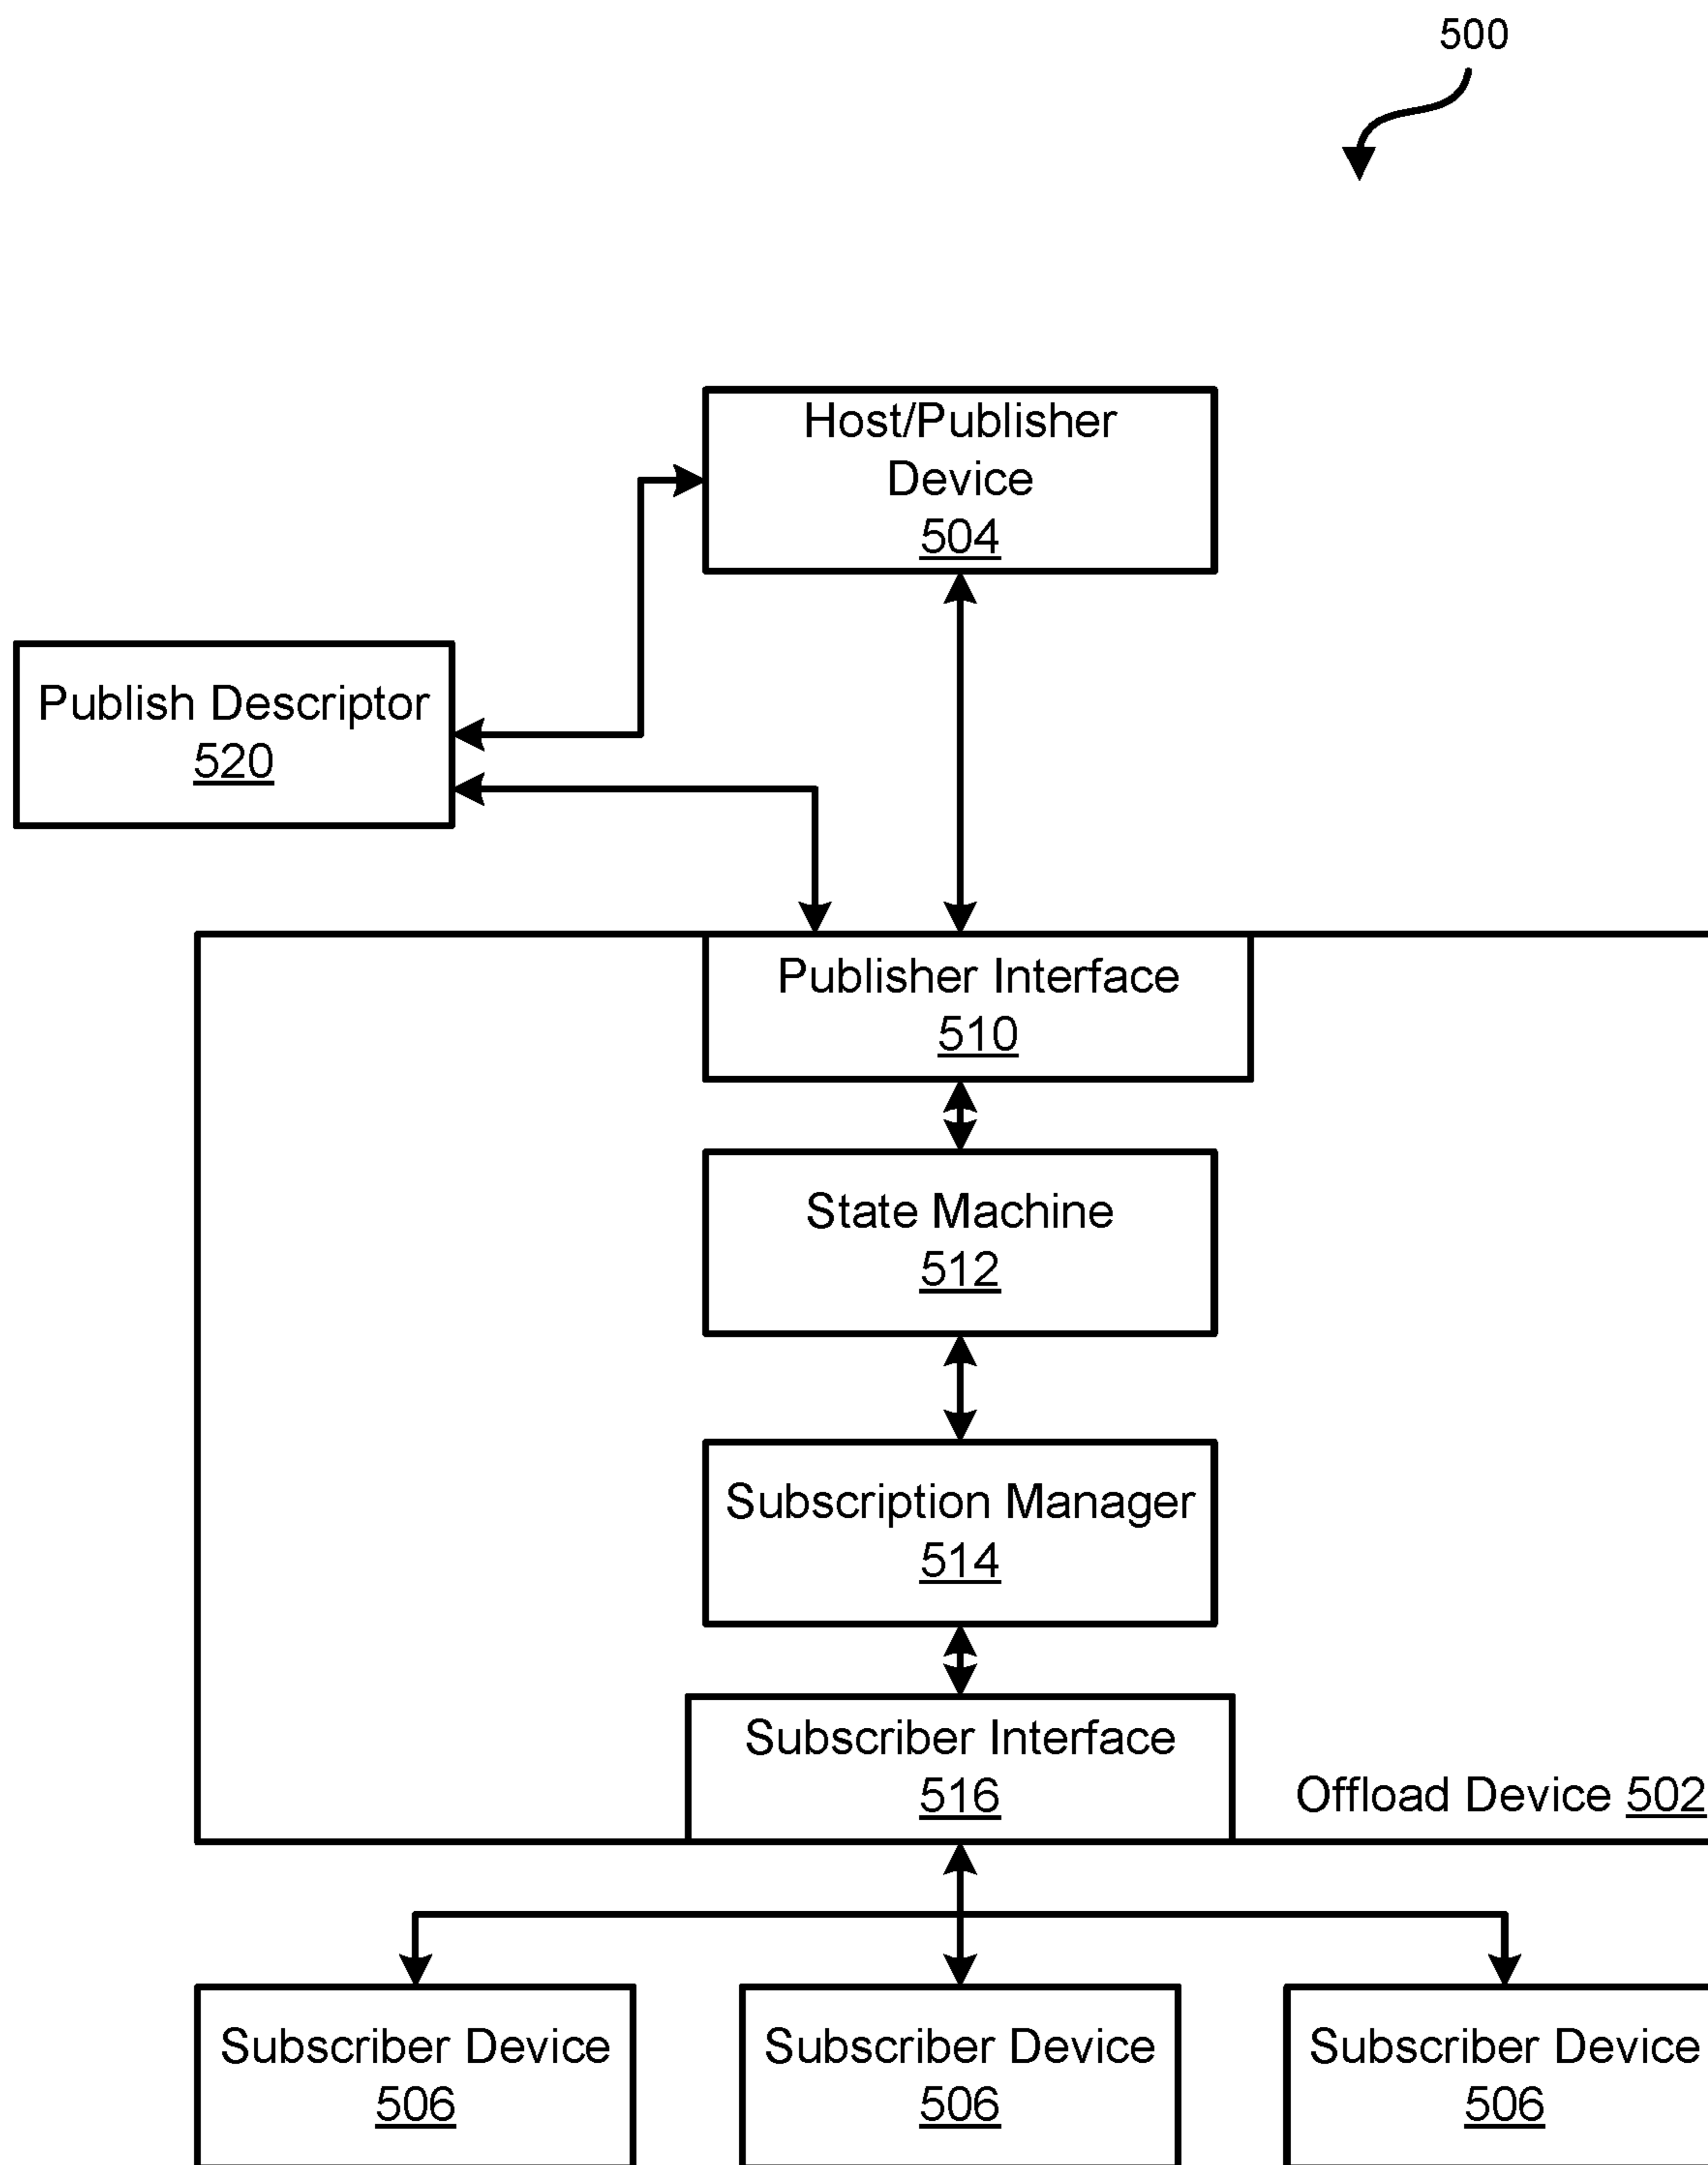 500
Host/Publisher
Device
504
Publish Descriptor
520
Publisher Interface
510
State Machine
512
Subscription Manager
514
Subscriber Interface
516
Offload Device 502
Subscriber Device
506
Subscriber Device
506
Subscriber Device
506